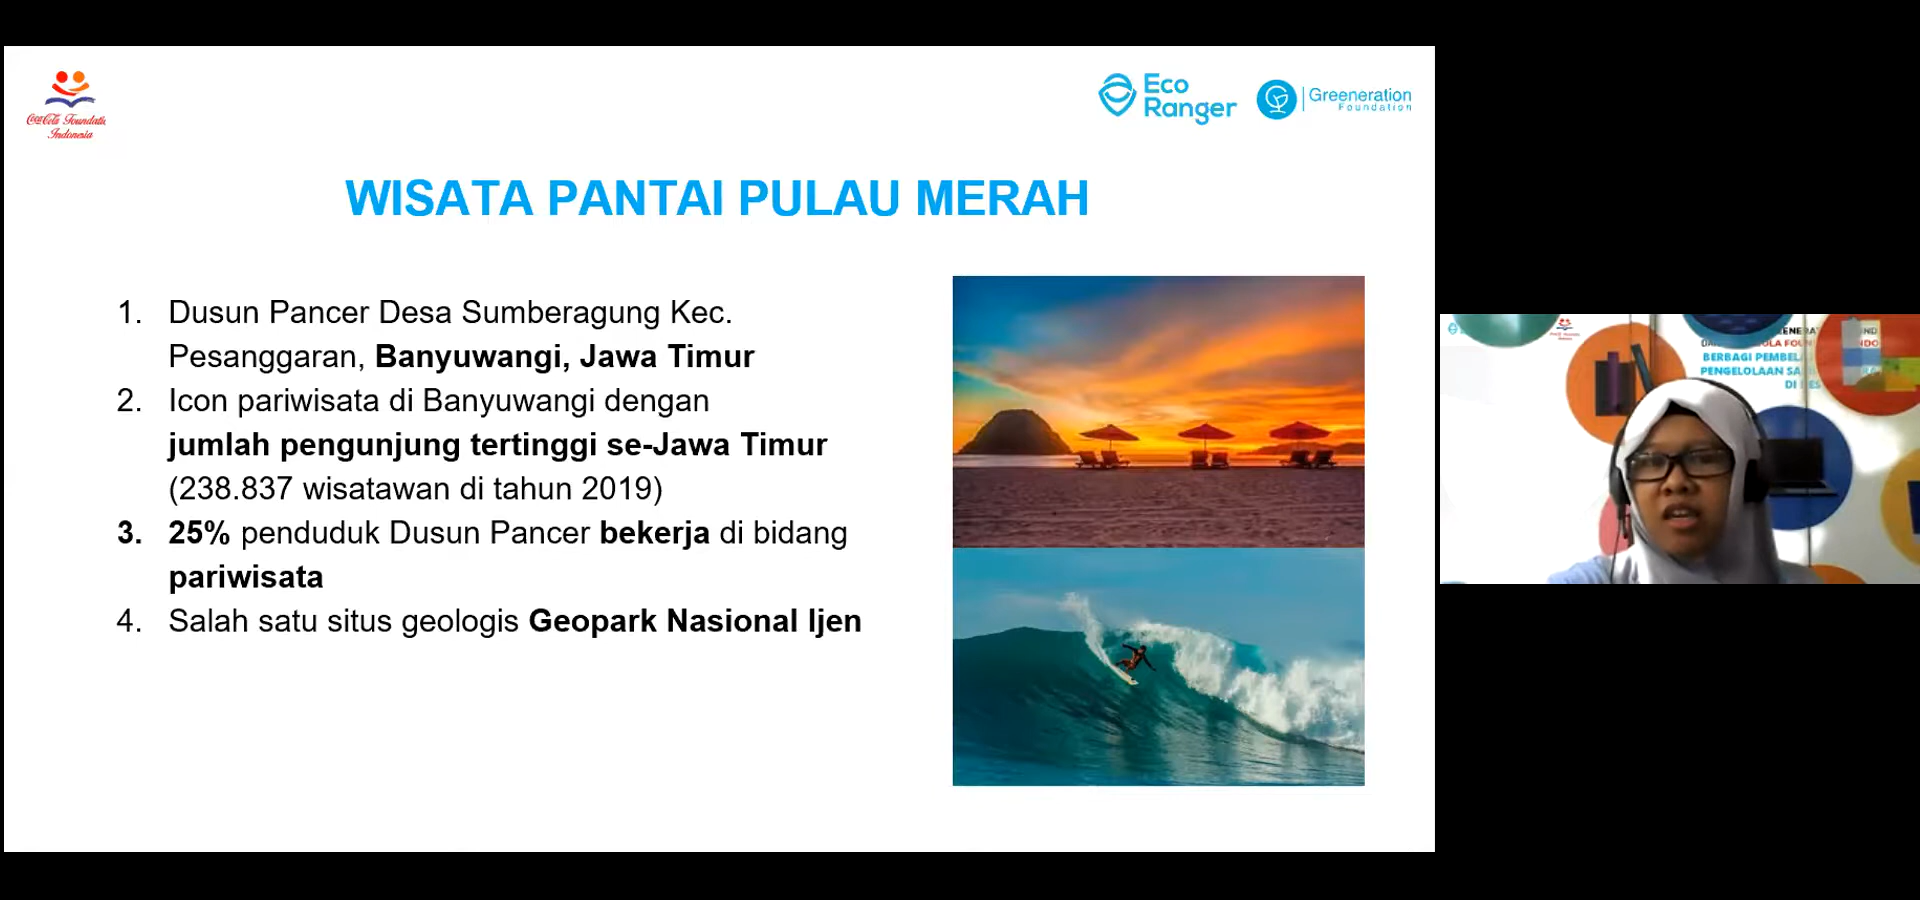 Coca-Cola Foundation
Indonesia
Eco
Ranger
Greeneration
Foundation
WISATA PANTAI PULAU MERAH
1. Dusun Pancer Desa Sumberagung Kec.
Pesanggaran, Banyuwangi, Jawa Timur
2. Icon pariwisata di Banyuwangi dengan
jumlah pengunjung tertinggi se-Jawa Timur
(238.837 wisatawan di tahun 2019)
3. 25% penduduk Dusun Pancer bekerja di bidang
pariwisata
4. Salah satu situs geologis Geopark Nasional Ijen
BERBAGI